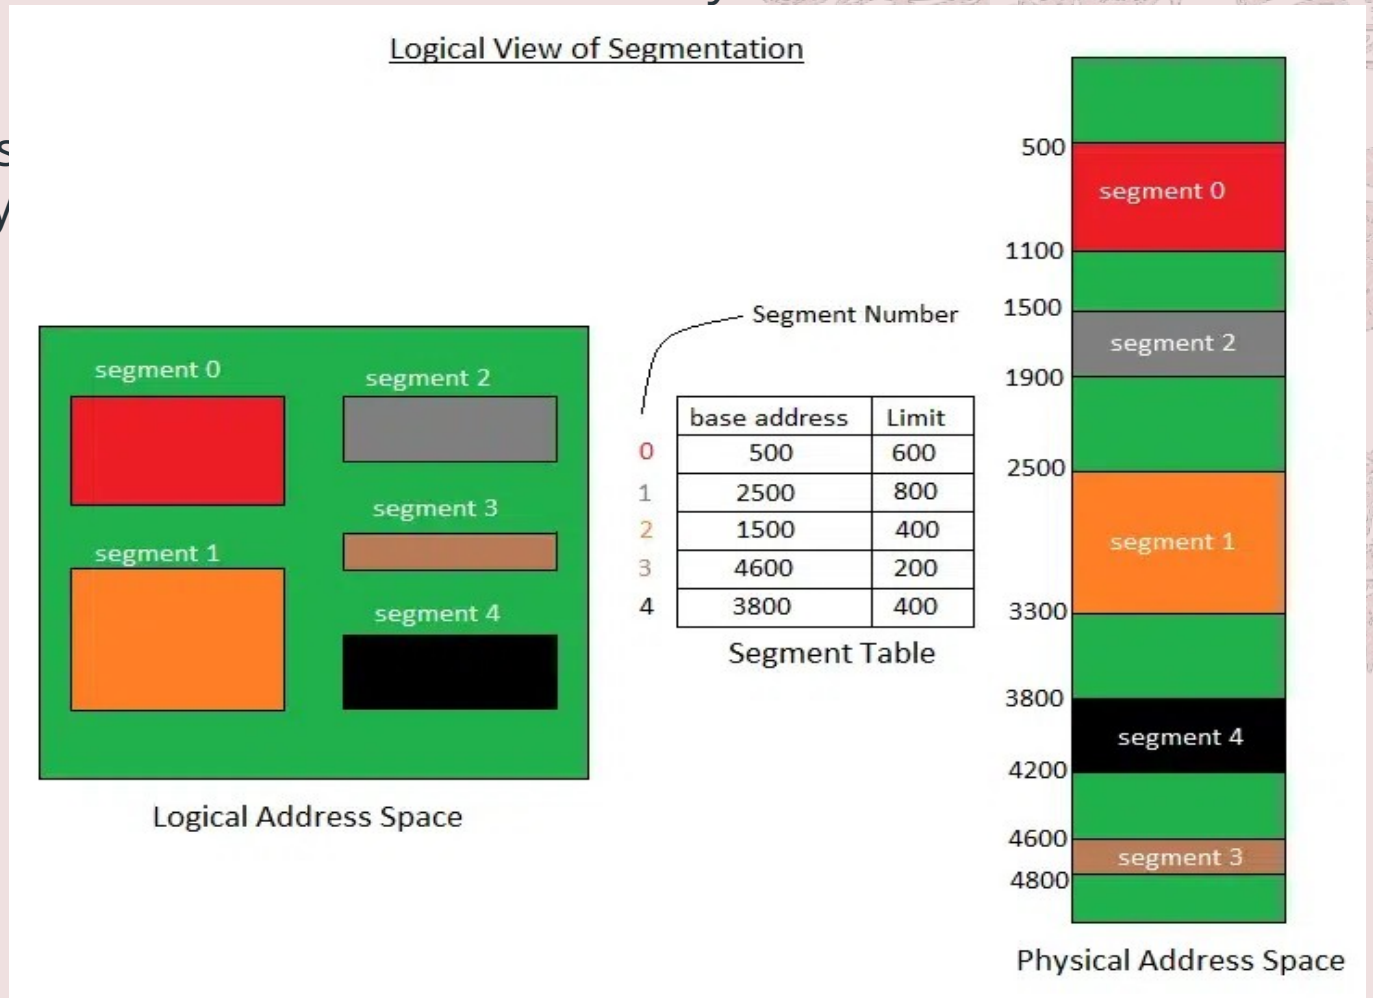 Logical View of Segmentation
segment 0
segment 2
segment 3
segment 1
segment 4
Logical Address Space
Segment Number
base address Limit
0 500 600
1 2500 800
2 1500 400
3 4600 200
4 3800 400
Segment Table
500
segment 0
1100
1500
segment 2
1900
2500
segment 1
3300
3800
segment 4
4200
4600
segment 3
4800
Physical Address Space